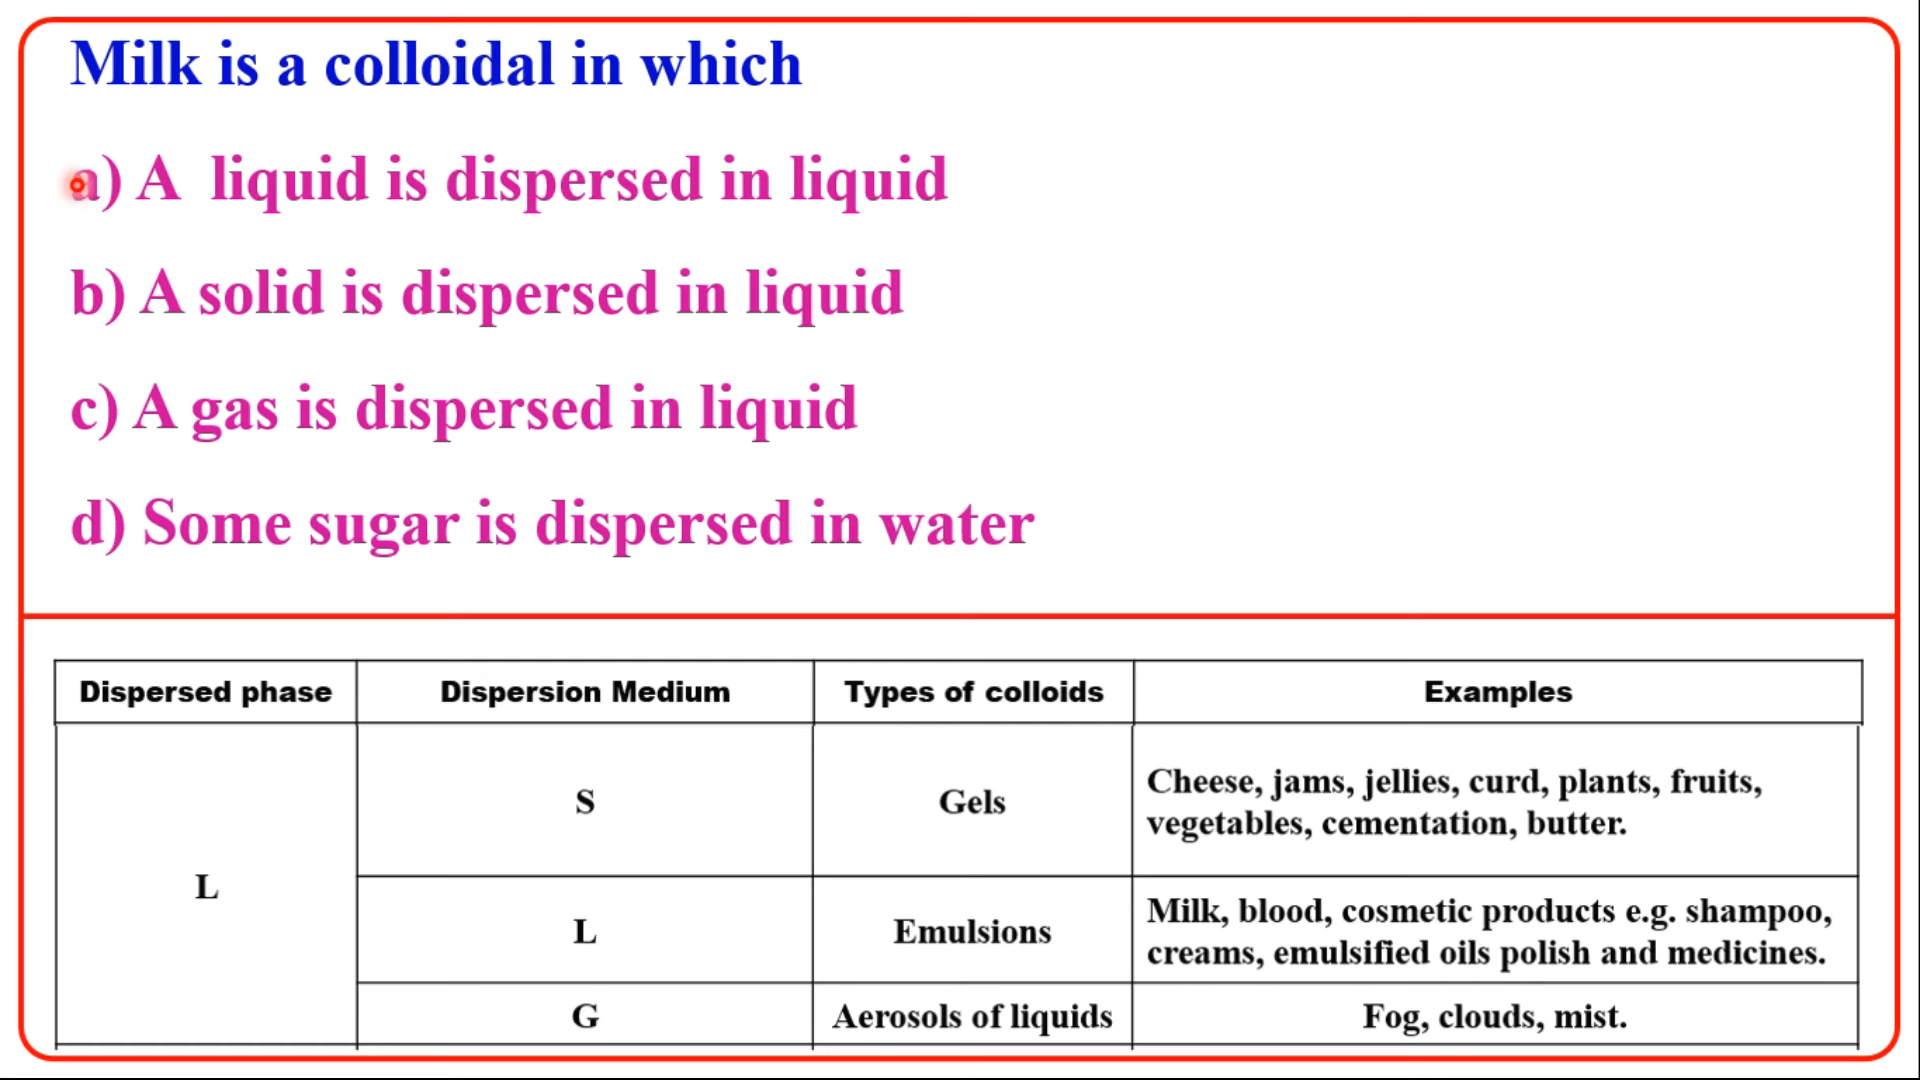 Milk is a colloidal in which
a) A liquid is dispersed in liquid
b) A solid is dispersed in liquid
c) A gas is dispersed in liquid
d) Some sugar is dispersed in water
Dispersed phase Dispersion Medium Types of colloids Examples
L
S Gels Cheese, jams, jellies, curd, plants, fruits,
vegetables, cementation, butter.
L Emulsions Milk, blood, cosmetic products e.g. shampoo,
creams, emulsified oils polish and medicines.
G Aerosols of liquids Fog, clouds, mist.